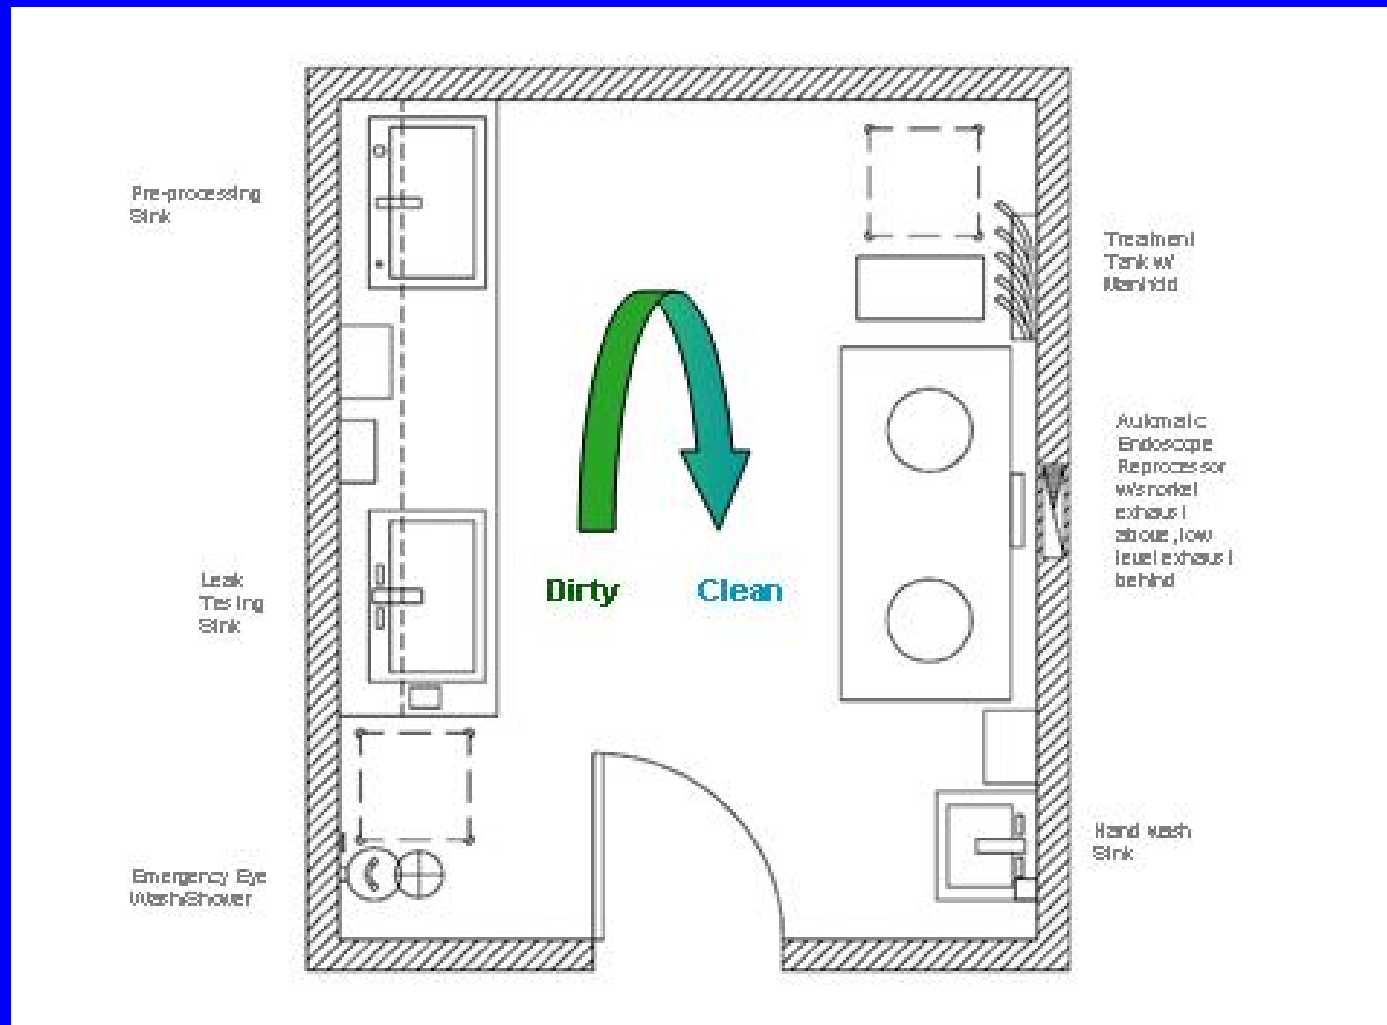 Pre-processing
Sink
Treatment
Tank w/
Manifold
Automatic
Endoscope
Reprocessor
w/snorkel
exhaust
above, low
level exhaust
behind
Leak
Testing
Sink
Dirty
Clean
Hand wash
Sink
Emergency Eye
Wash/Shower